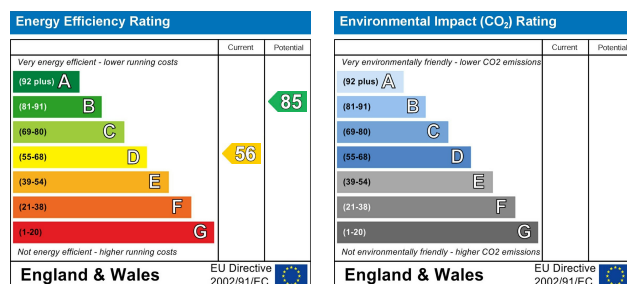 Energy Efficiency Rating
Current Potential
Very energy efficient - lower running costs
(92 plus) A
(81-91) B
85
(69-80) C
(55-68) D
56
(39-54) E
(21-38) F
(1-20) G
Not energy efficient - higher running costs
England & Wales
EU Directive
2002/91/EC
Environmental Impact (CO₂) Rating
Current Potential
Very environmentally friendly - lower CO2 emissions
(92 plus) A
(81-91) B
(69-80) C
(55-68) D
(39-54) E
(21-38) F
(1-20) G
Not environmentally friendly - higher CO2 emissions
England & Wales
EU Directive
2002/91/EC